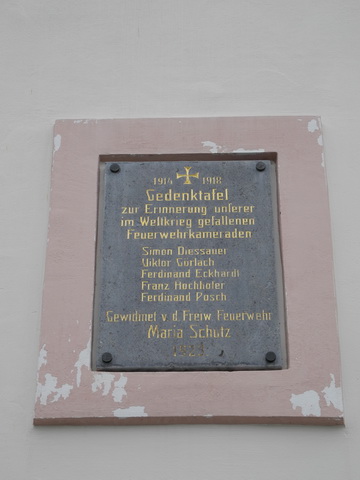 1914 1918
Gedenktafel
zur Erinnerung unserer
im Weltkrieg gefallenen
Feuerwehrkameraden
Simon Diessauer
Viktor Gürlach
Ferdinand Eckhardt
Franz Hochhofer
Ferdinand Posch
Gewidmet v. d. Freiw. Feuerwehr
Maria Schutz